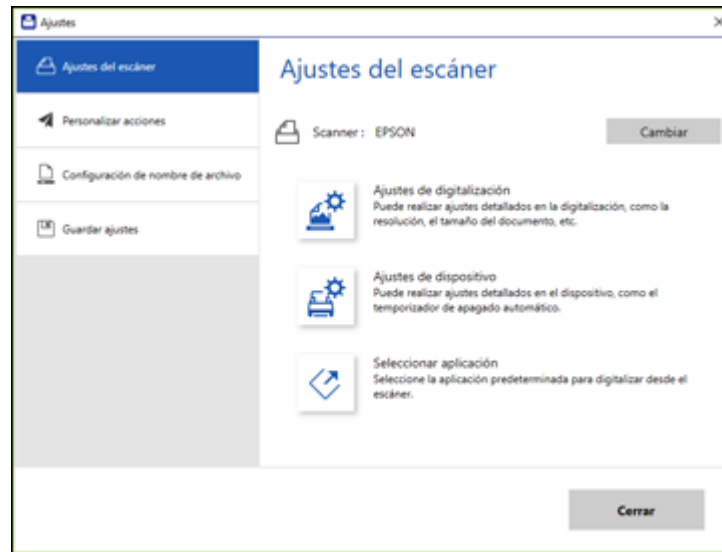 Ajustes
Ajustes del escáner
Personalizar acciones
Configuración de nombre de archivo
Guardar ajustes
Ajustes del escáner
Scanner : EPSON
Cambiar
Ajustes de digitalización
Puede realizar ajustes detallados en la digitalización, como la
resolución, el tamaño del documento, etc.
Ajustes de dispositivo
Puede realizar ajustes detallados en el dispositivo, como el
temporizador de apagado automático.
Seleccionar aplicación
Seleccione la aplicación predeterminada para digitalizar desde el
escáner.
Cerrar